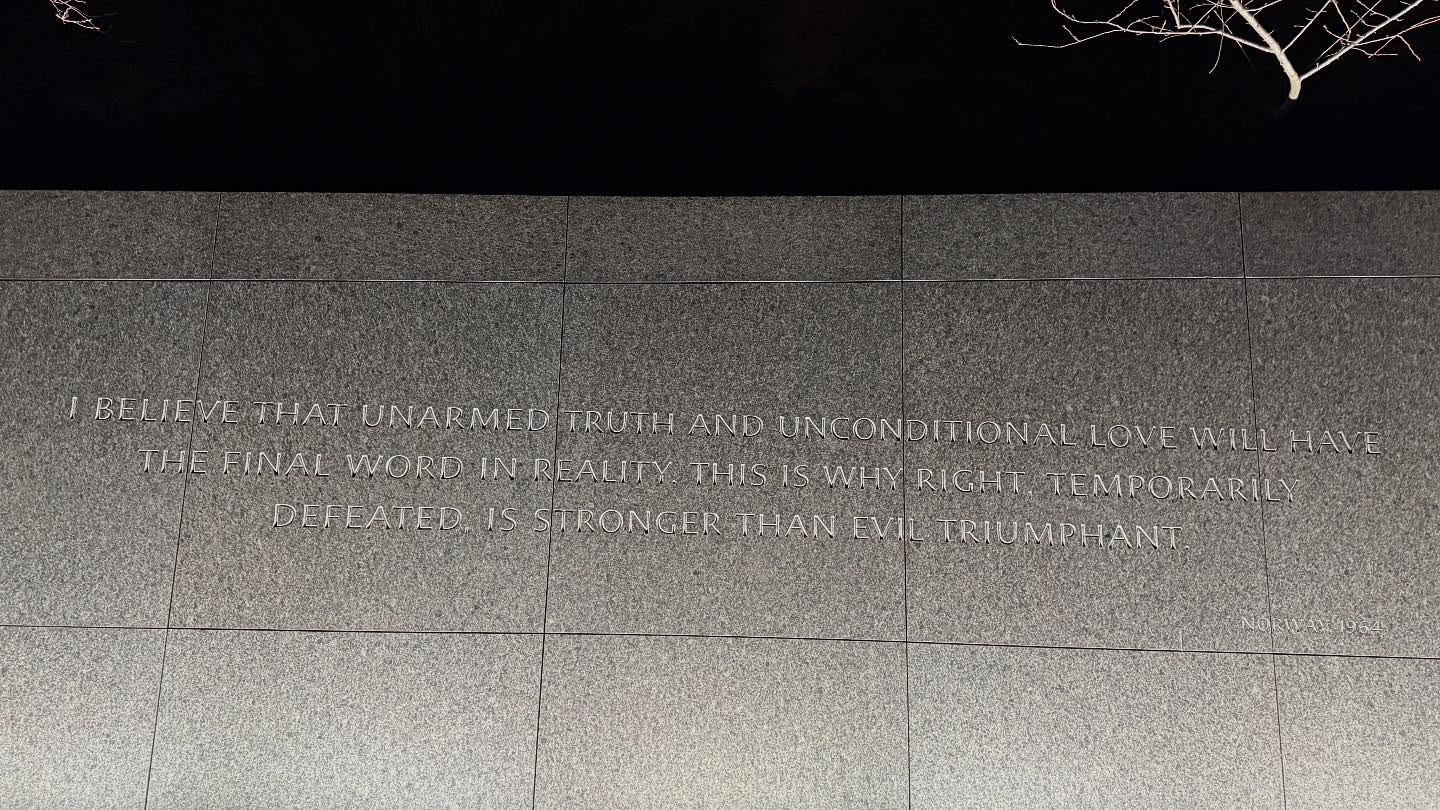 I BELIEVE THAT UNARMED TRUTH AND UNCONDITIONAL LOVE WILL HAVE
THE FINAL WORD IN REALITY. THIS IS WHY RIGHT, TEMPORARILY
DEFEATED, IS STRONGER THAN EVIL TRIUMPHANT.
NORWAY, 1964